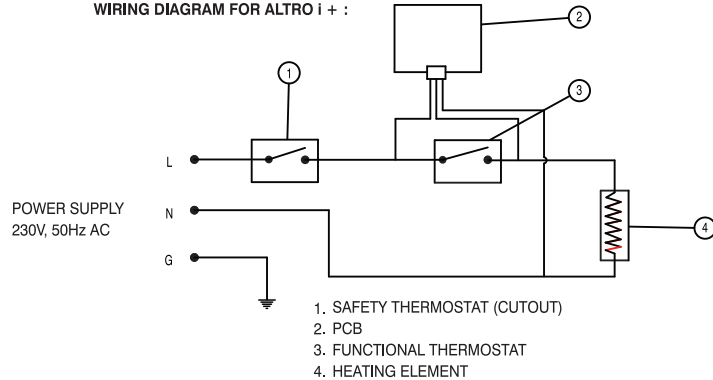 WIRING DIAGRAM FOR ALTRO i + :
2
1
3
L
POWER SUPPLY
230V, 50Hz AC
N
4
G
1. SAFETY THERMOSTAT (CUTOUT)
2. PCB
3. FUNCTIONAL THERMOSTAT
4. HEATING ELEMENT